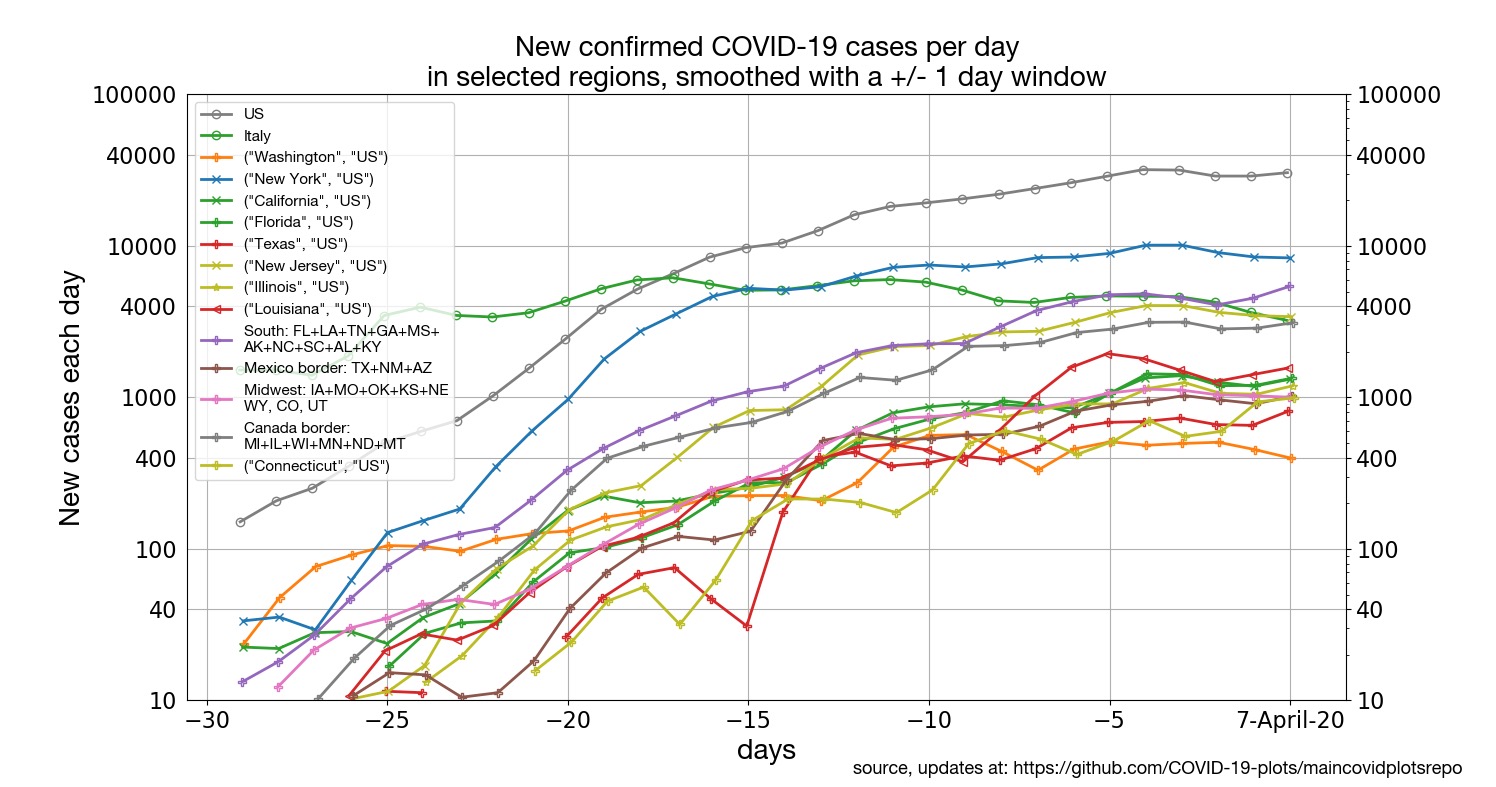 New confirmed COVID-19 cases per day
in selected regions, smoothed with a +/- 1 day window
100000
40000
10000
4000
1000
400
100
40
10
New cases each day
US
Italy
("Washington", "US")
("New York", "US")
("California", "US")
("Florida", "US")
("Texas", "US")
("New Jersey", "US")
("Illinois", "US")
("Louisiana", "US")
South: FL+LA+TN+GA+MS+
AK+NC+SC+AL+KY
Mexico border: TX+NM+AZ
Midwest: IA+MO+OK+KS+NE
WY, CO, UT
Canada border:
MI+IL+WI+MN+ND+MT
("Connecticut", "US")
100000
40000
10000
4000
1000
400
100
40
10
−30
−25
−20
−15
−10
−5
7-April-20
days
source, updates at: https://github.com/COVID-19-plots/maincovidplotsrepo